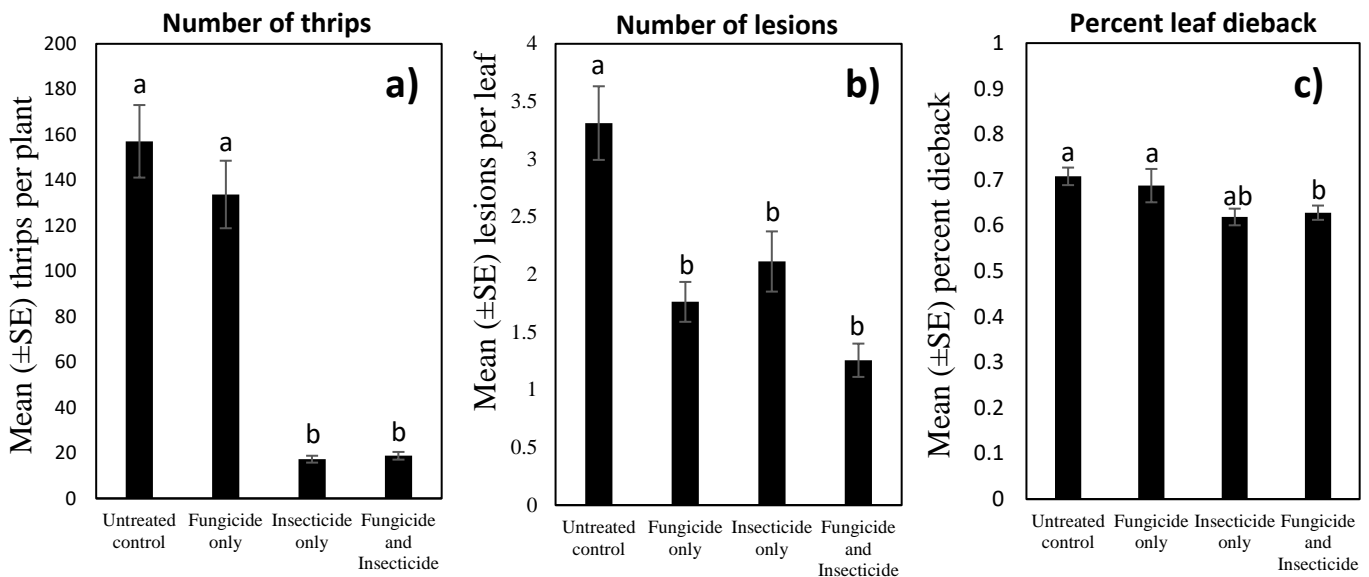 Number of thrips
a)
Mean (±SE) thrips per plant
200
180
160
140
120
100
80
60
40
20
0
a
a
b
b
Untreated
control
Fungicide
only
Insecticide
only
Fungicide
and
Insecticide
Number of lesions
b)
Mean (±SE) lesions per leaf
4
3.5
3
2.5
2
1.5
1
0.5
0
a
b
b
b
Untreated
control
Fungicide
only
Insecticide
only
Fungicide
and
Insecticide
Percent leaf dieback
c)
Mean (±SE) percent dieback
1
0.9
0.8
0.7
0.6
0.5
0.4
0.3
0.2
0.1
0
a
a
ab
b
Untreated
control
Fungicide
only
Insecticide
only
Fungicide
and
Insecticide